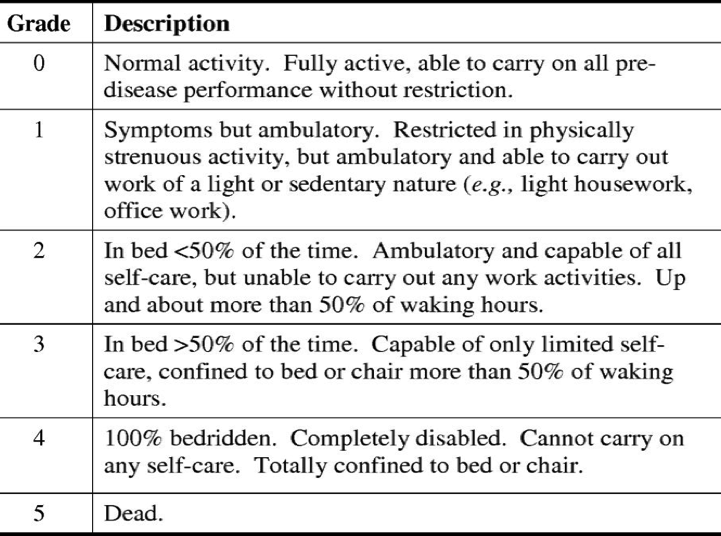 Grade Description
0 Normal activity. Fully active, able to carry on all pre-
disease performance without restriction.
1 Symptoms but ambulatory. Restricted in physically
strenuous activity, but ambulatory and able to carry out
work of a light or sedentary nature (e.g., light housework,
office work).
2 In bed <50% of the time. Ambulatory and capable of all
self-care, but unable to carry out any work activities. Up
and about more than 50% of waking hours.
3 In bed >50% of the time. Capable of only limited self-
care, confined to bed or chair more than 50% of waking
hours.
4 100% bedridden. Completely disabled. Cannot carry on
any self-care. Totally confined to bed or chair.
5 Dead.